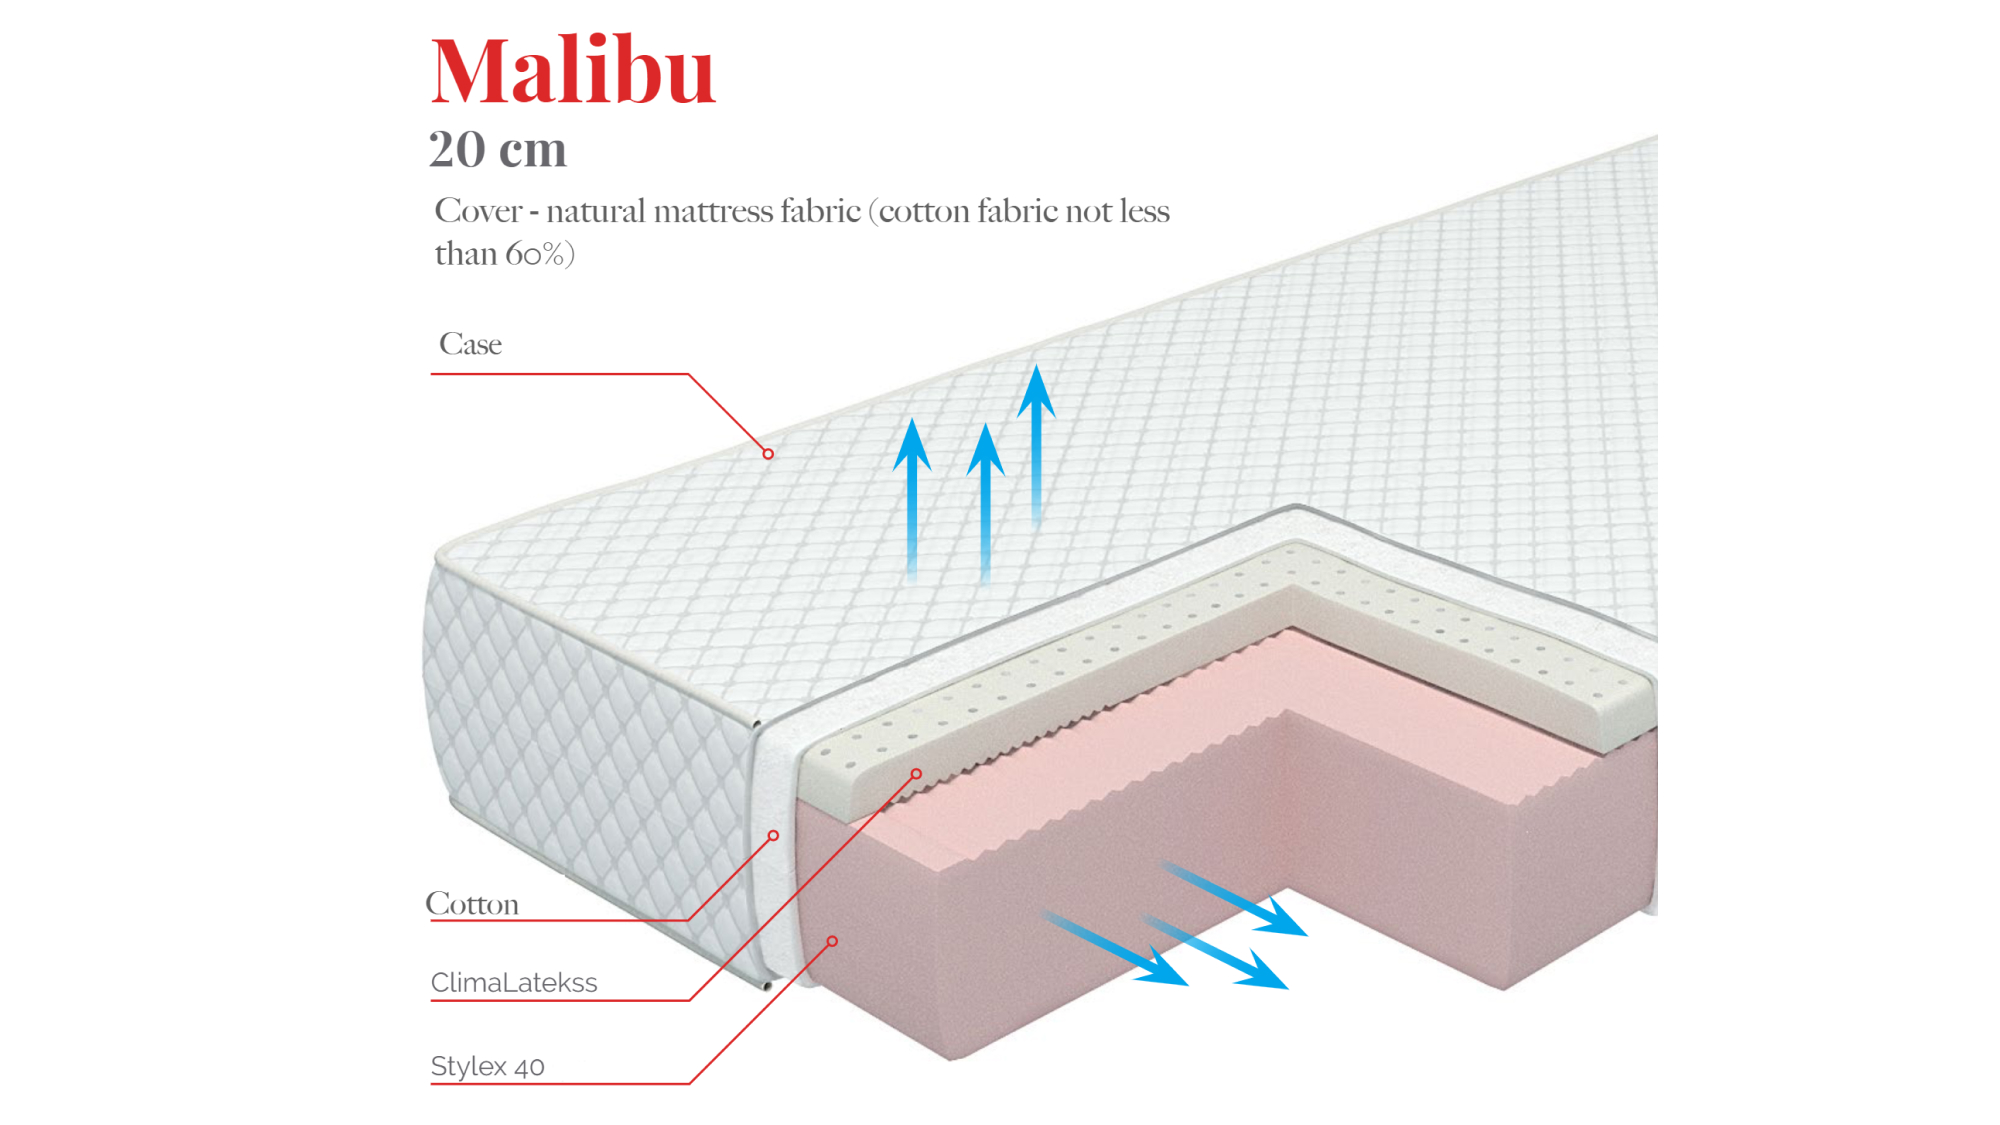 Malibu
20 cm
Cover - natural mattress fabric (cotton fabric not less
than 60%)
Case
Cotton
ClimaLatekss
Stylex 40